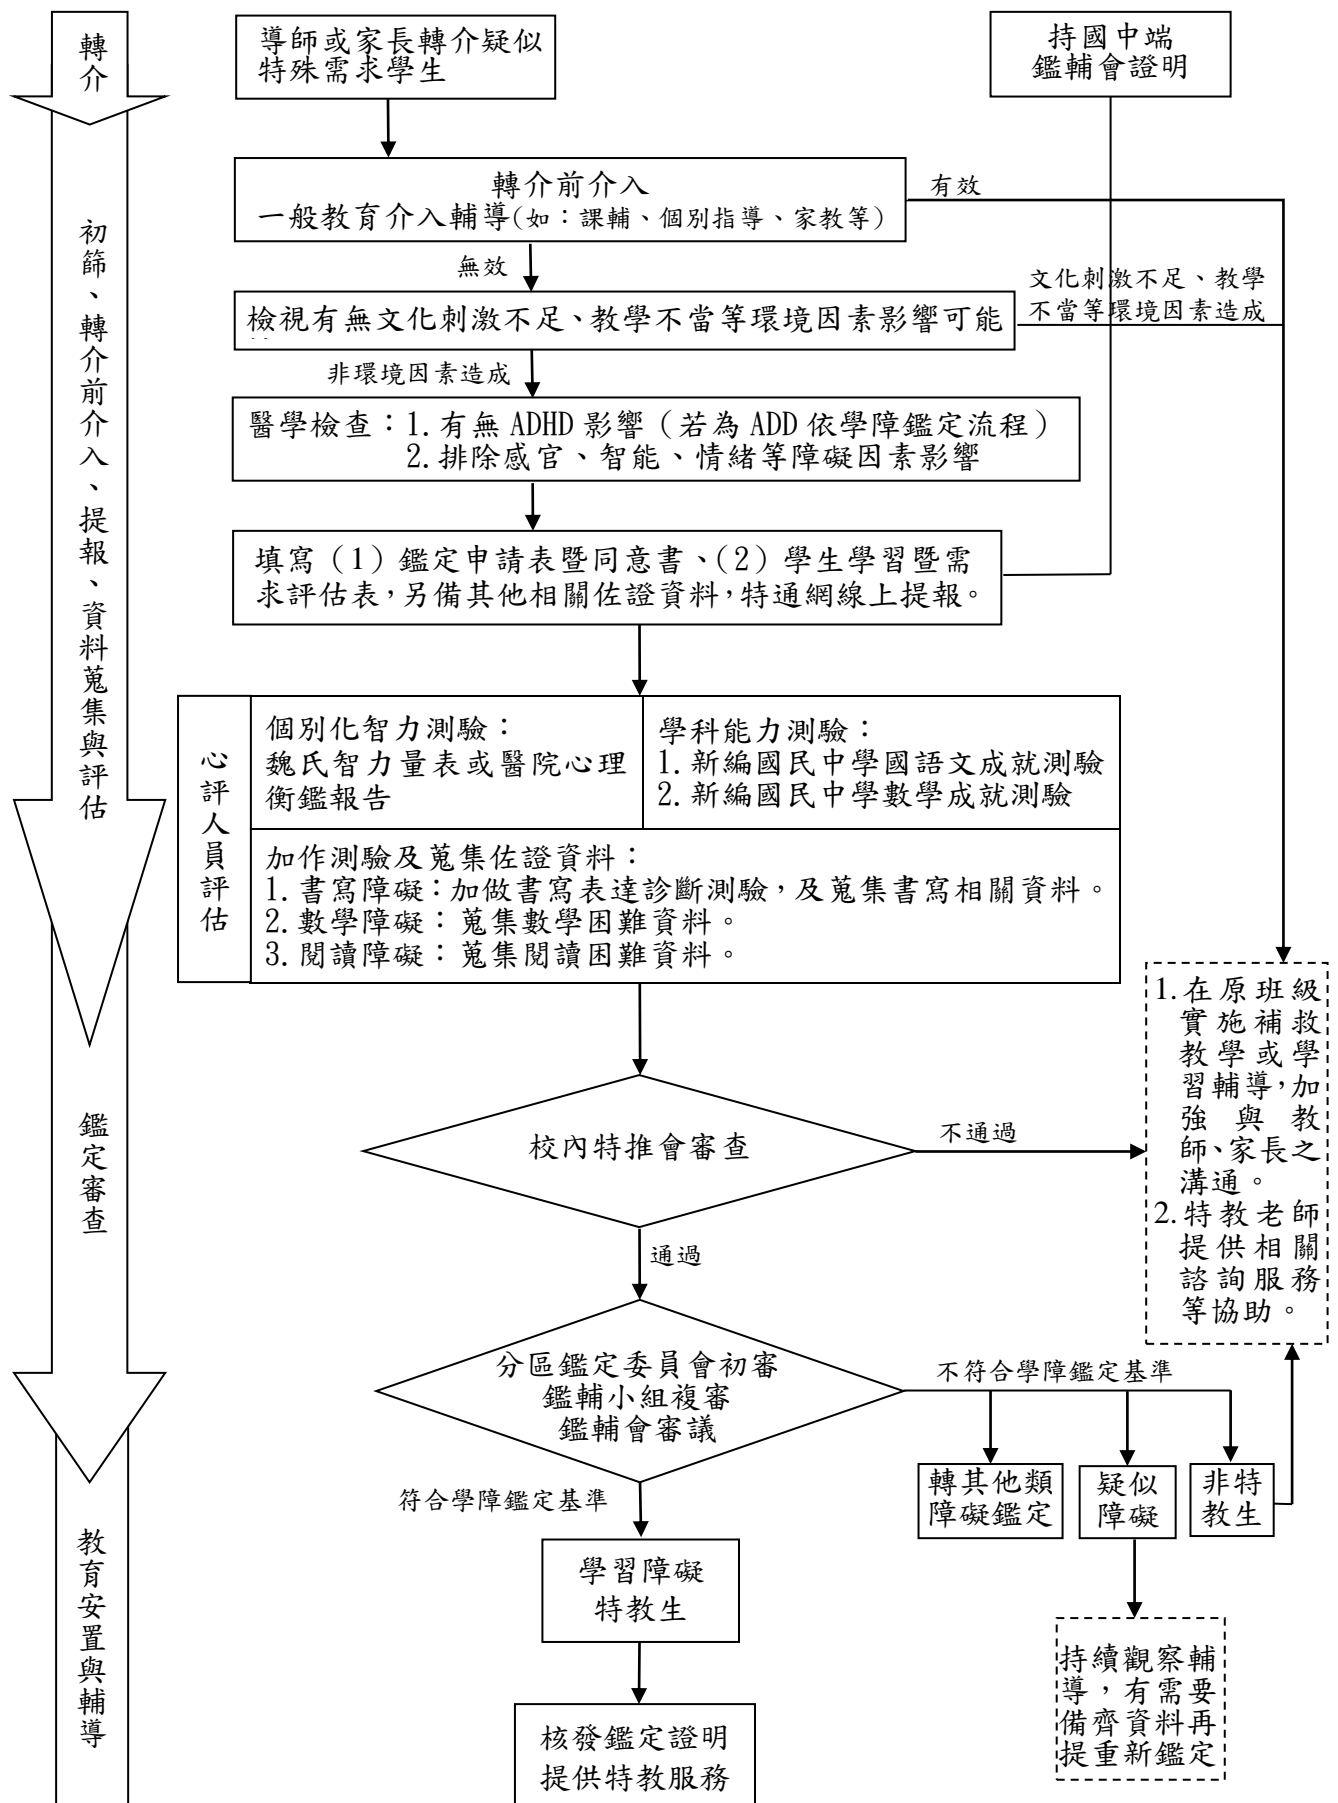 轉介
導師或家長轉介疑似
特殊需求學生
持國中端
鑑輔會證明
初篩、轉介前介入、提報、資料蒐集與評估
轉介前介入
一般教育介入輔導(如：課輔、個別指導、家教等)
有效
無效
檢視有無文化刺激不足、教學不當等環境因素影響可能
文化刺激不足、教學
不當等環境因素造成
非環境因素造成
醫學檢查：1.有無 ADHD 影響（若為 ADD 依學障鑑定流程）
2.排除感官、智能、情緒等障礙因素影響
填寫（1）鑑定申請表暨同意書、(2）學生學習暨需
求評估表，另備其他相關佐證資料，特通網線上提報。
心評人員評估
個別化智力測驗：
魏氏智力量表或醫院心理
衡鑑報告
學科能力測驗：
1.新編國民中學國語文成就測驗
2.新編國民中學數學成就測驗
加作測驗及蒐集佐證資料：
1.書寫障礙：加做書寫表達診斷測驗，及蒐集書寫相關資料。
2.數學障礙：蒐集數學困難資料。
3.閱讀障礙：蒐集閱讀困難資料。
1.在原班級
實施補救
教學或學
習輔導，加
強與教
師、家長之
溝通。
2.特教老師
提供相關
諮詢服務
等協助。
鑑定審查
校內特推會審查
不通過
通過
分區鑑定委員會初審
鑑輔小組複審
鑑輔會審議
不符合學障鑑定基準
轉其他類
障礙鑑定
疑似
障礙
非特
教生
符合學障鑑定基準
教育安置與輔導
學習障礙
特教生
持續觀察輔
導，有需要
備齊資料再
提重新鑑定
核發鑑定證明
提供特教服務